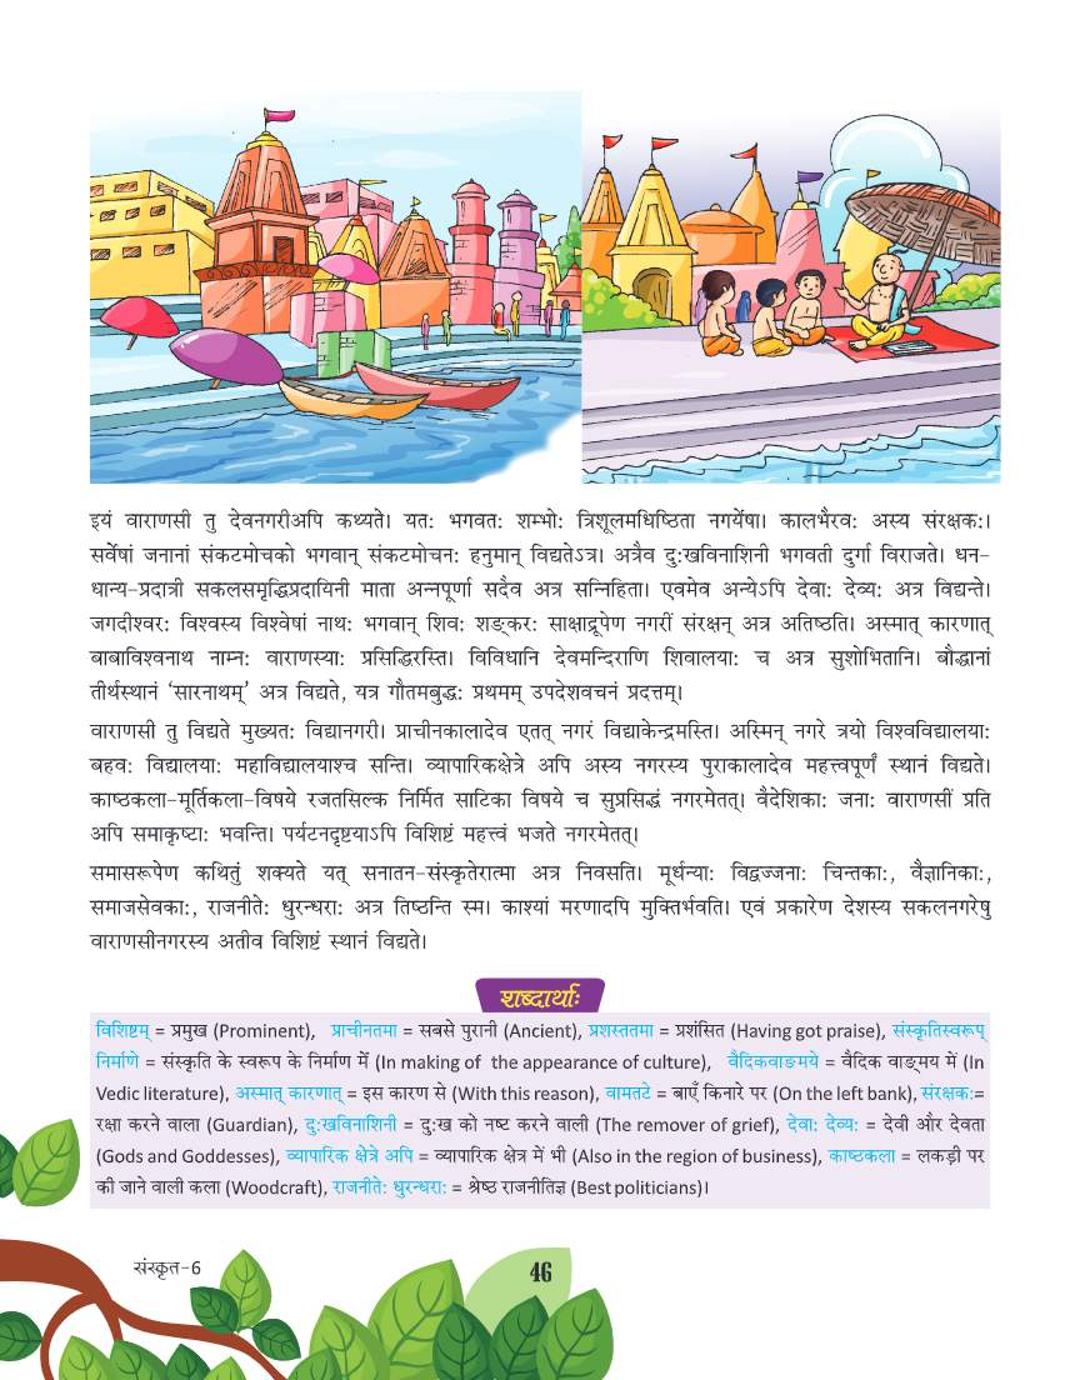 इयं वाराणसी तु देवनगरीअपि कथ्यते। यतः भगवतः शम्भोः त्रिशूलमधिष्ठिता नगर्येषा। कालभैरवः अस्य संरक्षकः।
सर्वेषां जनानां संकटमोचको भगवान् संकटमोचनः हनुमान् विद्यतेऽत्र। अत्रैव दुःखविनाशिनी भगवती दुर्गा विराजते। धन-
धान्य-प्रदात्री सकलसमृद्धिप्रदायिनी माता अन्नपूर्णा सदैव अत्र सन्निहिता। एवमेव अन्येऽपि देवाः देव्यः अत्र विद्यन्ते।
जगदीश्वरः विश्वस्य विश्वेषां नाथः भगवान् शिवः शङ्करः साक्षाद्रूपेण नगरीं संरक्षन् अत्र अतिष्ठति। अस्मात् कारणात्
बाबाविश्वनाथ नाम्नः वाराणस्याः प्रसिद्धिरस्ति। विविधानि देवमन्दिराणि शिवालयाः च अत्र सुशोभितानि। बौद्धानां
तीर्थस्थानं ‘सारनाथम्’ अत्र विद्यते, यत्र गौतमबुद्धः प्रथमम् उपदेशवचनं प्रदत्तम्।
वाराणसी तु विद्यते मुख्यतः विद्यानगरी। प्राचीनकालादेव एतत् नगरं विद्याकेन्द्रमस्ति। अस्मिन् नगरे त्रयो विश्वविद्यालयाः
बहवः विद्यालयाः महाविद्यालयाश्च सन्ति। व्यापारिकक्षेत्रे अपि अस्य नगरस्य पुराकालादेव महत्त्वपूर्णं स्थानं विद्यते।
काष्ठकला-मूर्तिकला-विषये रजतसिल्क निर्मित साटिका विषये च सुप्रसिद्धं नगरमेतत्। वैदेशिकाः जनाः वाराणसीं प्रति
अपि समाकृष्टाः भवन्ति। पर्यटनदृष्टयाऽपि विशिष्टं महत्त्वं भजते नगरमेतत्।
समासरूपेण कथितुं शक्यते यत् सनातन-संस्कृतेरात्मा अत्र निवसति। मूर्धन्याः विद्वज्जनाः चिन्तकाः, वैज्ञानिकाः,
समाजसेवकाः, राजनीतेः धुरन्धराः अत्र तिष्ठन्ति स्म। काश्यां मरणादपि मुक्तिर्भवति। एवं प्रकारेण देशस्य सकलनगरेषु
वाराणसीनगरस्य अतीव विशिष्टं स्थानं विद्यते।
शब्दार्थाः
विशिष्टम् = प्रमुख (Prominent), प्राचीनतमा = सबसे पुरानी (Ancient), प्रशस्ततमा = प्रशंसित (Having got praise), संस्कृतिस्वरूप
निर्माणे = संस्कृति के स्वरूप के निर्माण में (In making of the appearance of culture), वैदिकवाङमये = वैदिक वाङ्मय में (In
Vedic literature), अस्मात् कारणात् = इस कारण से (With this reason), वामतटे = बाएँ किनारे पर (On the left bank), संरक्षकः=
रक्षा करने वाला (Guardian), दुःखविनाशिनी = दुःख को नष्ट करने वाली (The remover of grief), देवाः देव्यः = देवी और देवता
(Gods and Goddesses), व्यापारिक क्षेत्रे अपि = व्यापारिक क्षेत्र में भी (Also in the region of business), काष्ठकला = लकड़ी पर
की जाने वाली कला (Woodcraft), राजनीतेः धुरन्धराः = श्रेष्ठ राजनीतिज्ञ (Best politicians)।
संस्कृत-6
46